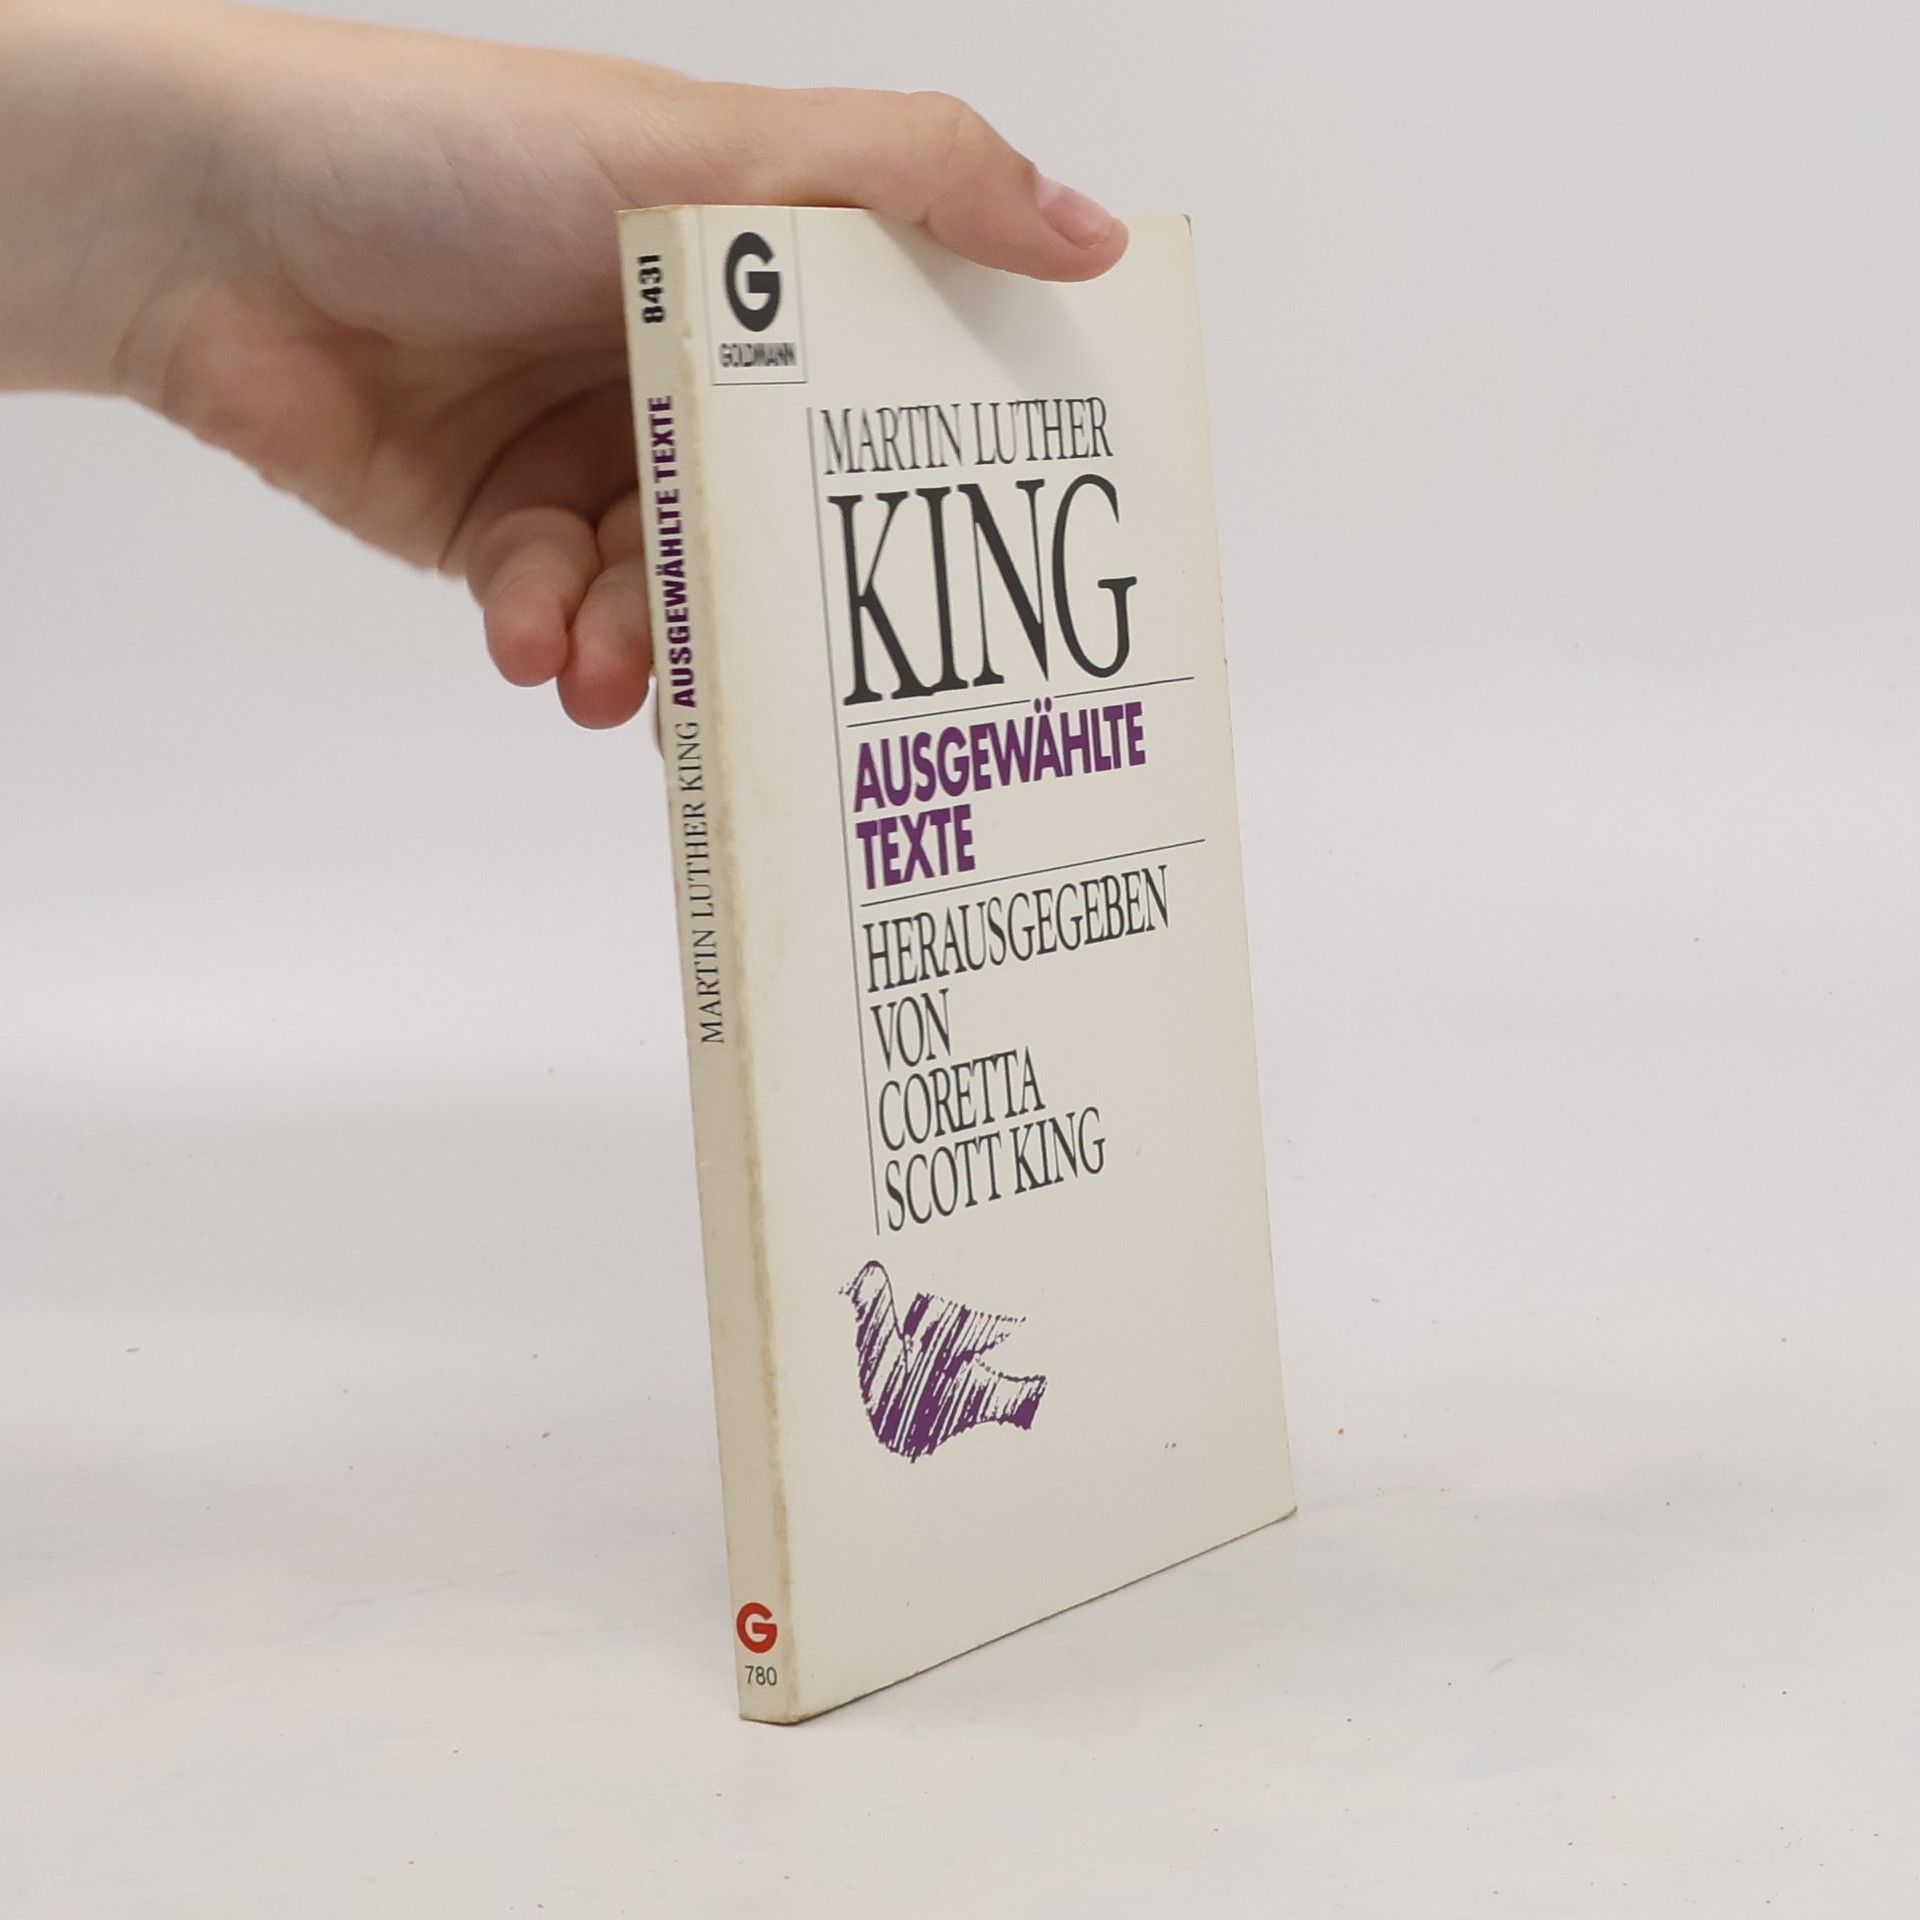 8431
MARTIN LUTHER KING AUSGEWÄHLTE TEXTE
G
780
G
GOLDMANN
MARTIN LUTHER
KING
AUSGEWÄHLTE
TEXTE
HERAUSGEGEBEN
VON
CORETTA
SCOTT KING